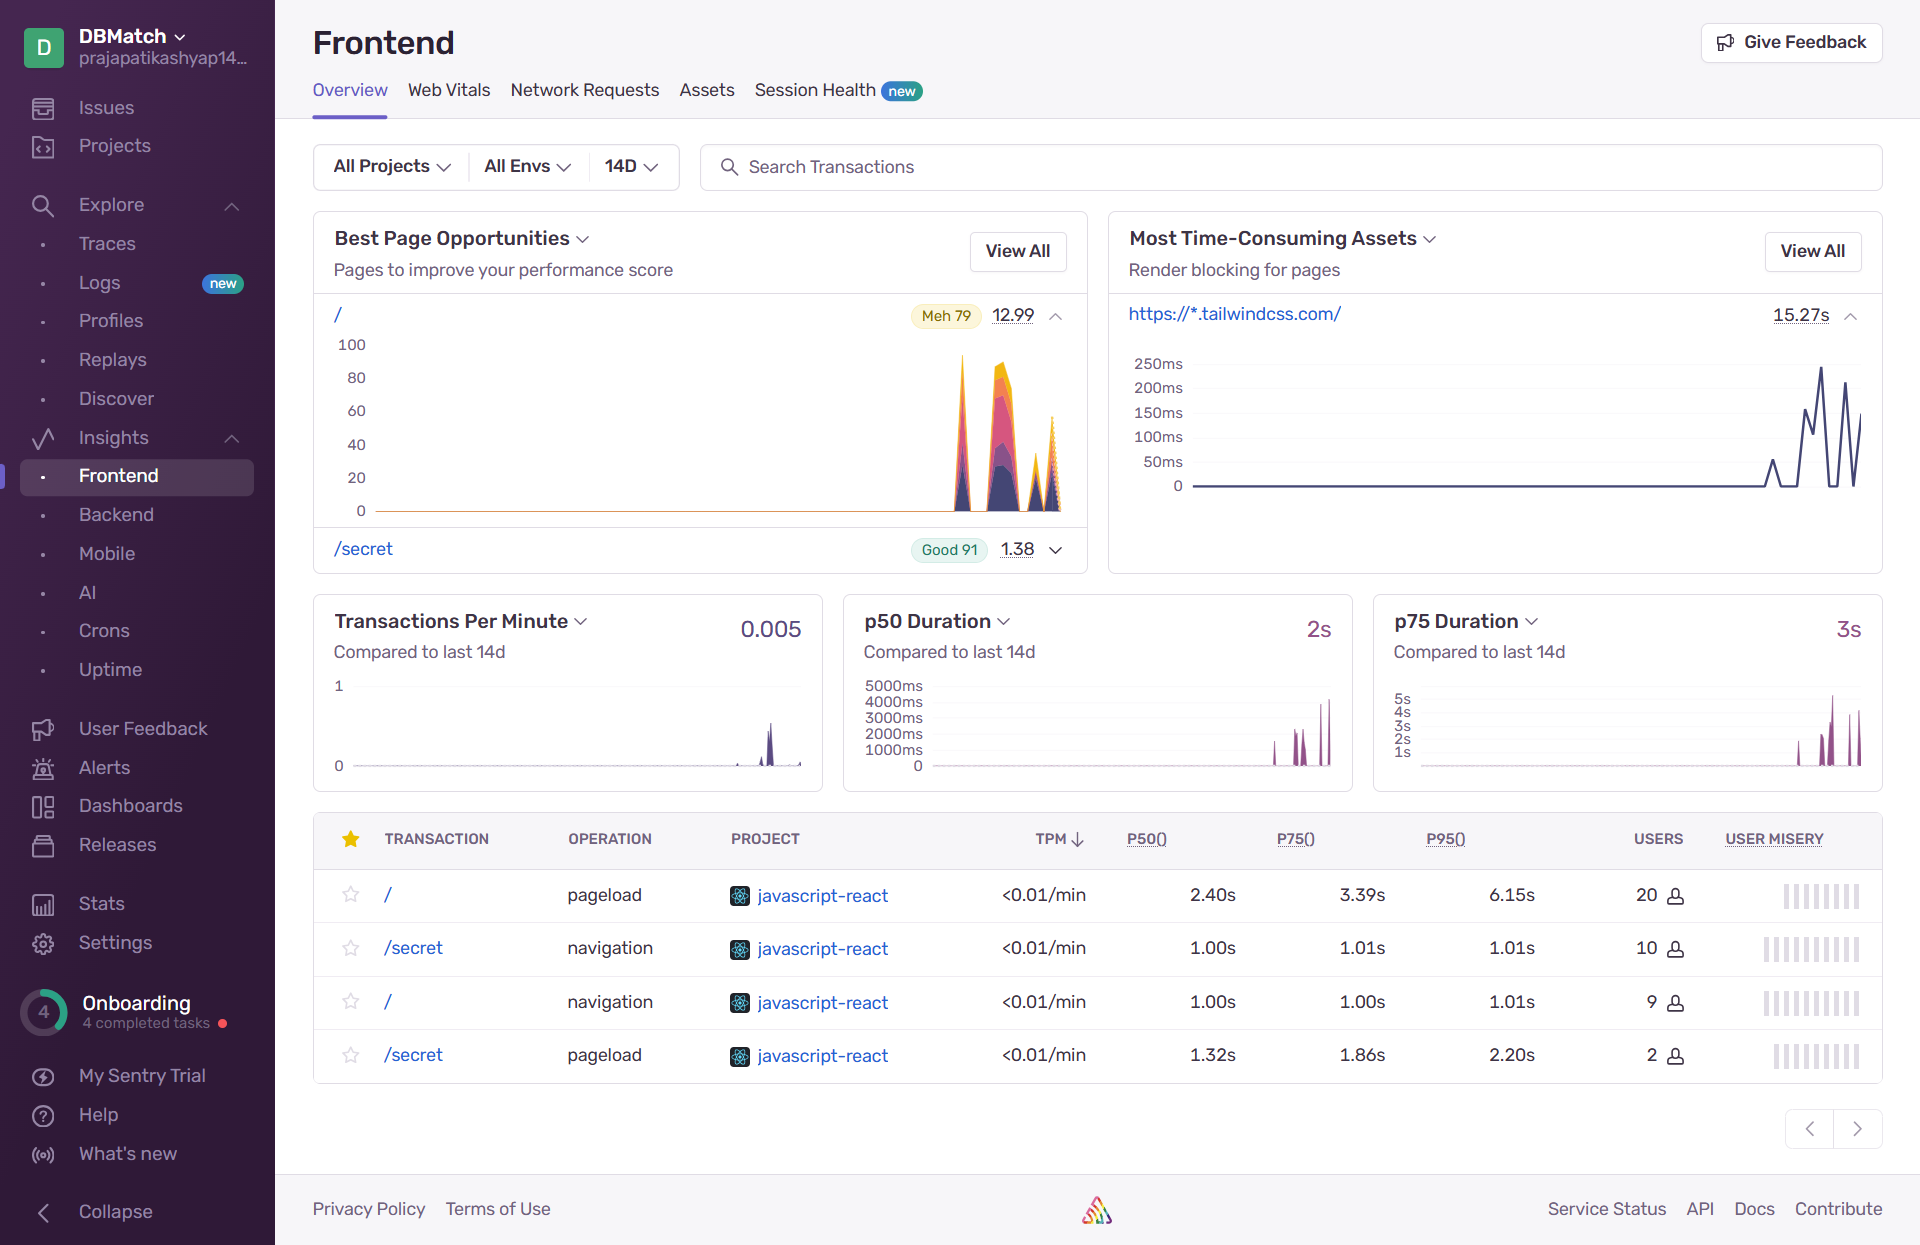 D
DBMatch
prajapatikashyap14...
Issues
Projects
Explore
Traces
Logs new
Profiles
Replays
Discover
Insights
Frontend
Backend
Mobile
AI
Crons
Uptime
User Feedback
Alerts
Dashboards
Releases
Stats
Settings
4
Onboarding
4 completed tasks
My Sentry Trial
Help
What's new
Collapse
Frontend
Give Feedback
Overview Web Vitals Network Requests Assets Session Health new
All Projects All Envs 14D Search Transactions
Best Page Opportunities
Pages to improve your performance score
View All
/ Meh 79 12.99
100
80
60
40
20
0
/secret Good 91 1.38
Most Time-Consuming Assets
Render blocking for pages
View All
https://*.tailwindcss.com/ 15.27s
250ms
200ms
150ms
100ms
50ms
0
Transactions Per Minute 0.005
Compared to last 14d
1
0
p50 Duration 2s
Compared to last 14d
5000ms
4000ms
3000ms
2000ms
1000ms
0
p75 Duration 3s
Compared to last 14d
5s
4s
3s
2s
1s
TRANSACTION OPERATION PROJECT TPM P50() P75() P95() USERS USER MISERY
/ pageload javascript-react <0.01/min 2.40s 3.39s 6.15s 20
/secret navigation javascript-react <0.01/min 1.00s 1.01s 1.01s 10
/ navigation javascript-react <0.01/min 1.00s 1.00s 1.01s 9
/secret pageload javascript-react <0.01/min 1.32s 1.86s 2.20s 2
Privacy Policy Terms of Use Service Status API Docs Contribute